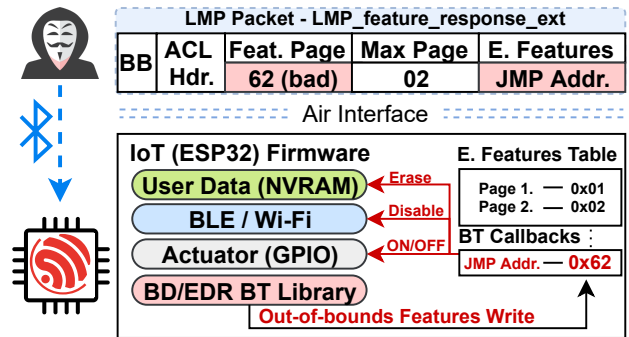 LMP Packet - LMP_feature_response_ext
BB ACL Hdr. Feat. Page Max Page E. Features
62 (bad) 02 JMP Addr.
Air Interface
IoT (ESP32) Firmware
User Data (NVRAM)
BLE / Wi-Fi
Actuator (GPIO)
BD/EDR BT Library
Erase
Disable
ON/OFF
E. Features Table
Page 1. — 0x01
Page 2. — 0x02
BT Callbacks
JMP Addr. — 0x62
Out-of-bounds Features Write